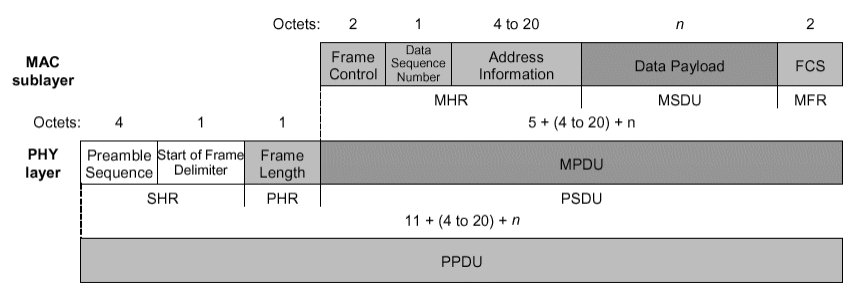 Octets: 2 1 4 to 20 n 2
MAC sublayer
Frame Control
Data Sequence Number
Address Information
Data Payload
FCS
MHR MSDU MFR
Octets: 4 1 1 5 + (4 to 20) + n
PHY layer
Preamble Sequence
Start of Frame Delimiter
Frame Length
MPDU
SHR PHR PSDU
11 + (4 to 20) + n
PPDU